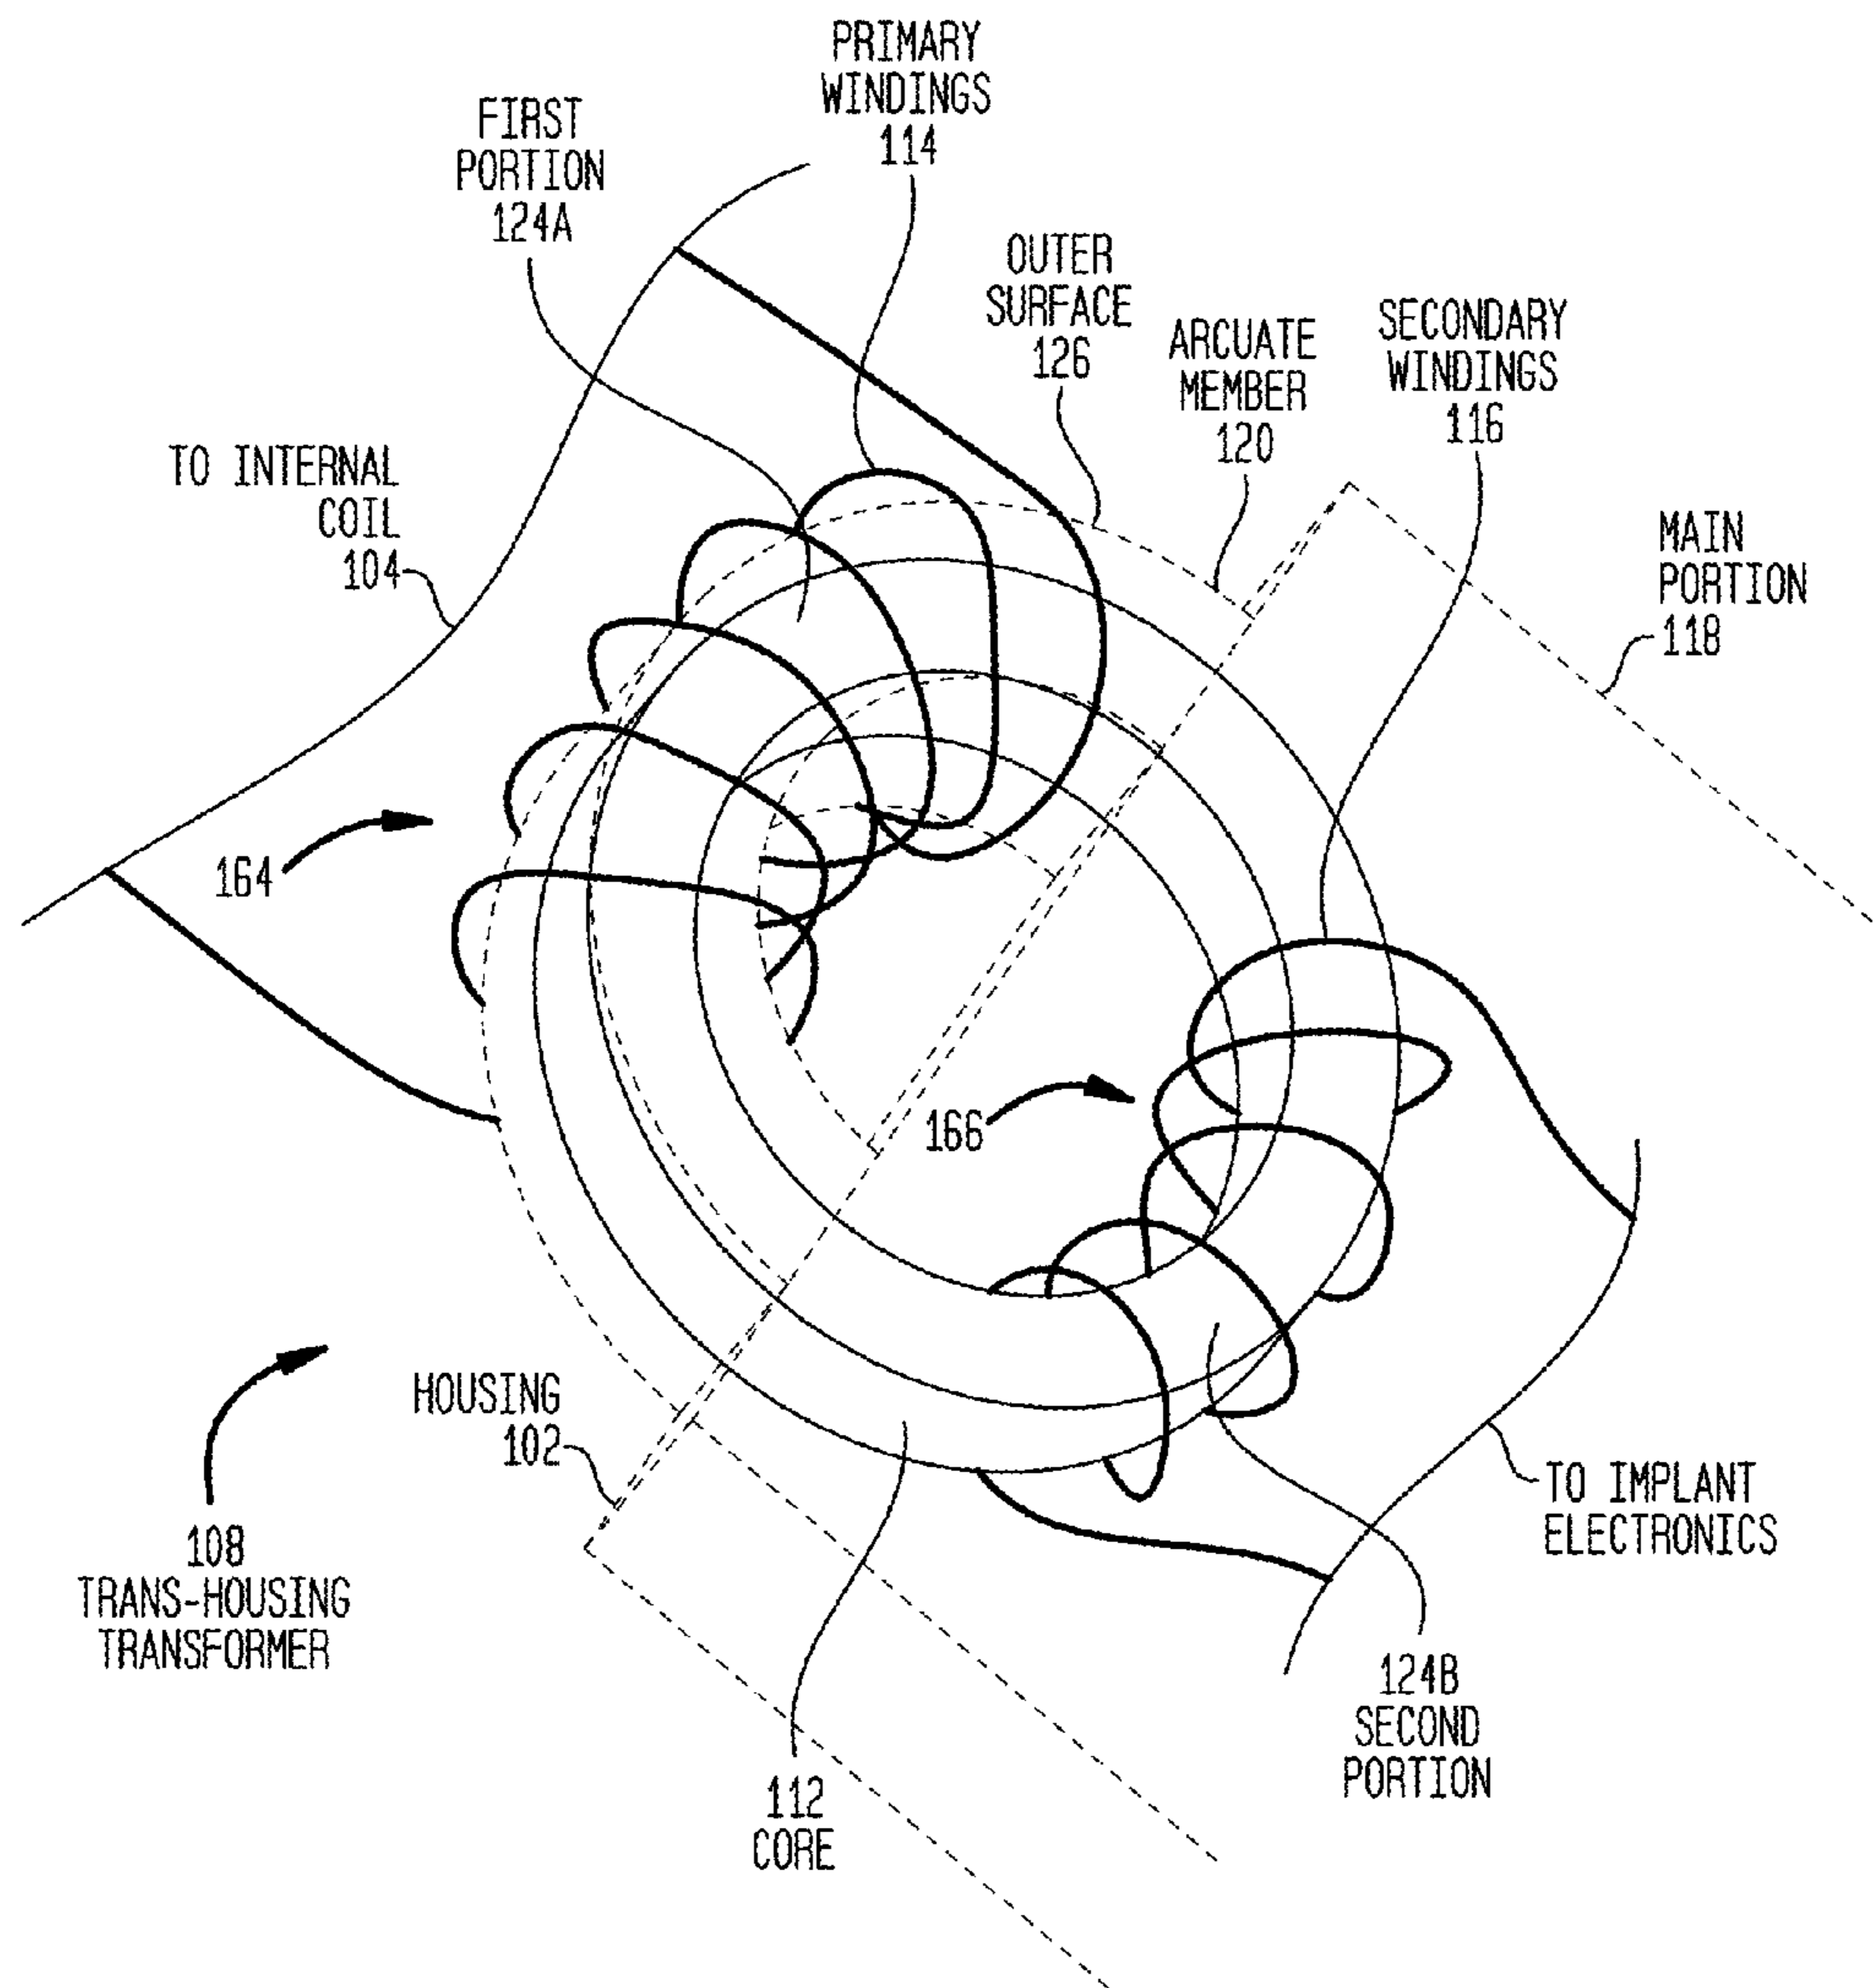 PRIMARY
WINDINGS
114
FIRST
PORTION
124A
OUTER
SURFACE
126
ARCUATE
MEMBER
120
SECONDARY
WINDINGS
116
TO INTERNAL
COIL
104
MAIN
PORTION
118
164
166
HOUSING
102
108
TRANS-HOUSING
TRANSFORMER
TO IMPLANT
ELECTRONICS
124B
SECOND
PORTION
112
CORE